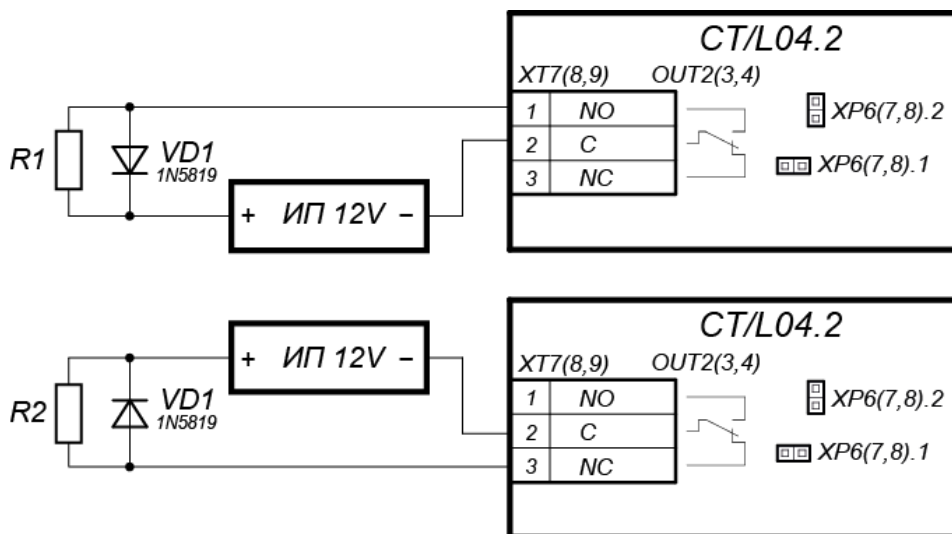 CT/L04.2
XT7(8,9) OUT2(3,4)
1 NO
2 C
3 NC
XP6(7,8).2
XP6(7,8).1
R1
VD1
1N5819
+ ИП 12V −
CT/L04.2
XT7(8,9) OUT2(3,4)
1 NO
2 C
3 NC
XP6(7,8).2
XP6(7,8).1
+ ИП 12V −
R2
VD1
1N5819